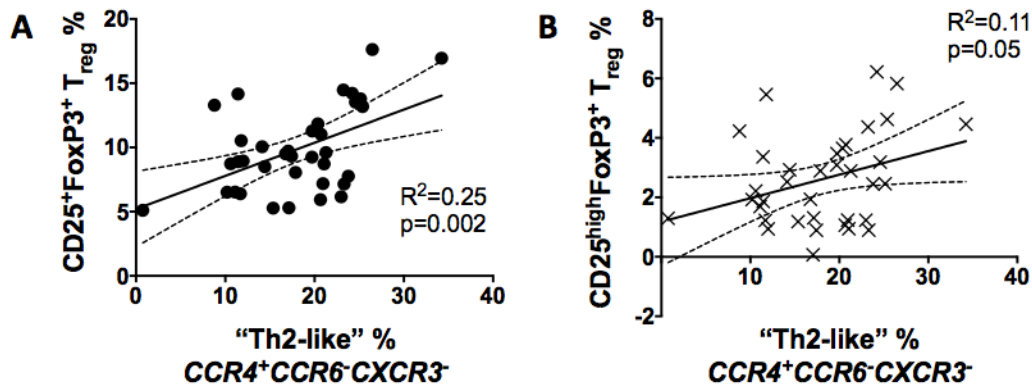 A
CD25⁺FoxP3⁺ T_reg %
20
15
10
5
0
R²=0.25
p=0.002
0 10 20 30 40
“Th2-like” %
CCR4⁺CCR6⁻CXCR3⁻
B
CD25ʰⁱᵍʰFoxP3⁺ T_reg %
8
6
4
2
0
-2
R²=0.11
p=0.05
10 20 30 40
“Th2-like” %
CCR4⁺CCR6⁻CXCR3⁻